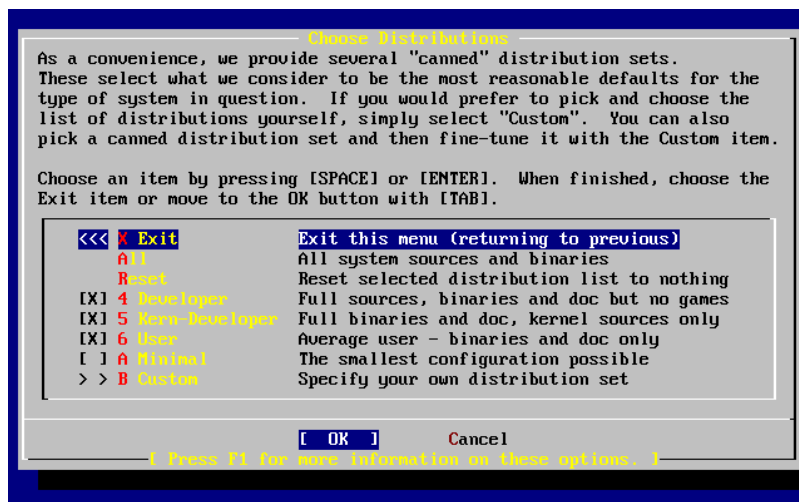 Choose Distributions
As a convenience, we provide several "canned" distribution sets.
These select what we consider to be the most reasonable defaults for the
type of system in question.  If you would prefer to pick and choose the
list of distributions yourself, simply select "Custom".  You can also
pick a canned distribution set and then fine-tune it with the Custom item.
Choose an item by pressing [SPACE] or [ENTER].  When finished, choose the
Exit item or move to the OK button with [TAB].
<<< X Exit Exit this menu (returning to previous)
All All system sources and binaries
Reset Reset selected distribution list to nothing
[X] 4 Developer Full sources, binaries and doc but no games
[X] 5 Kern-Developer Full binaries and doc, kernel sources only
[X] 6 User Average user - binaries and doc only
[ ] A Minimal The smallest configuration possible
> > B Custom Specify your own distribution set
[ OK ] Cancel
[ Press F1 for more information on these options. ]